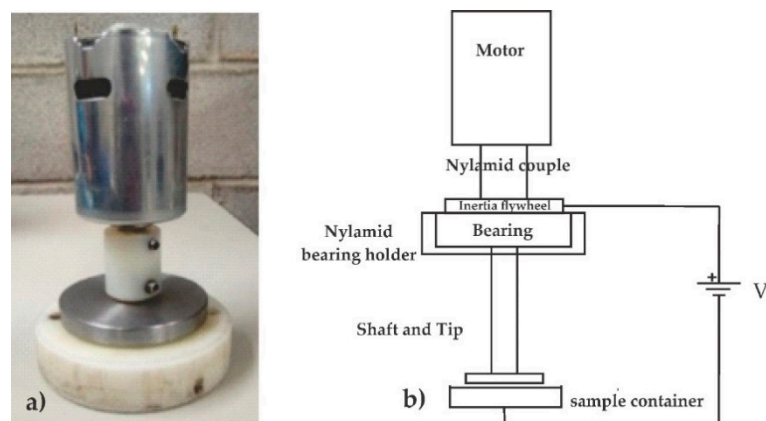 Motor
Nylamid couple
Inertia flywheel
Nylamid
bearing holder
Bearing
+
V
Shaft and Tip
a)
b)
sample container